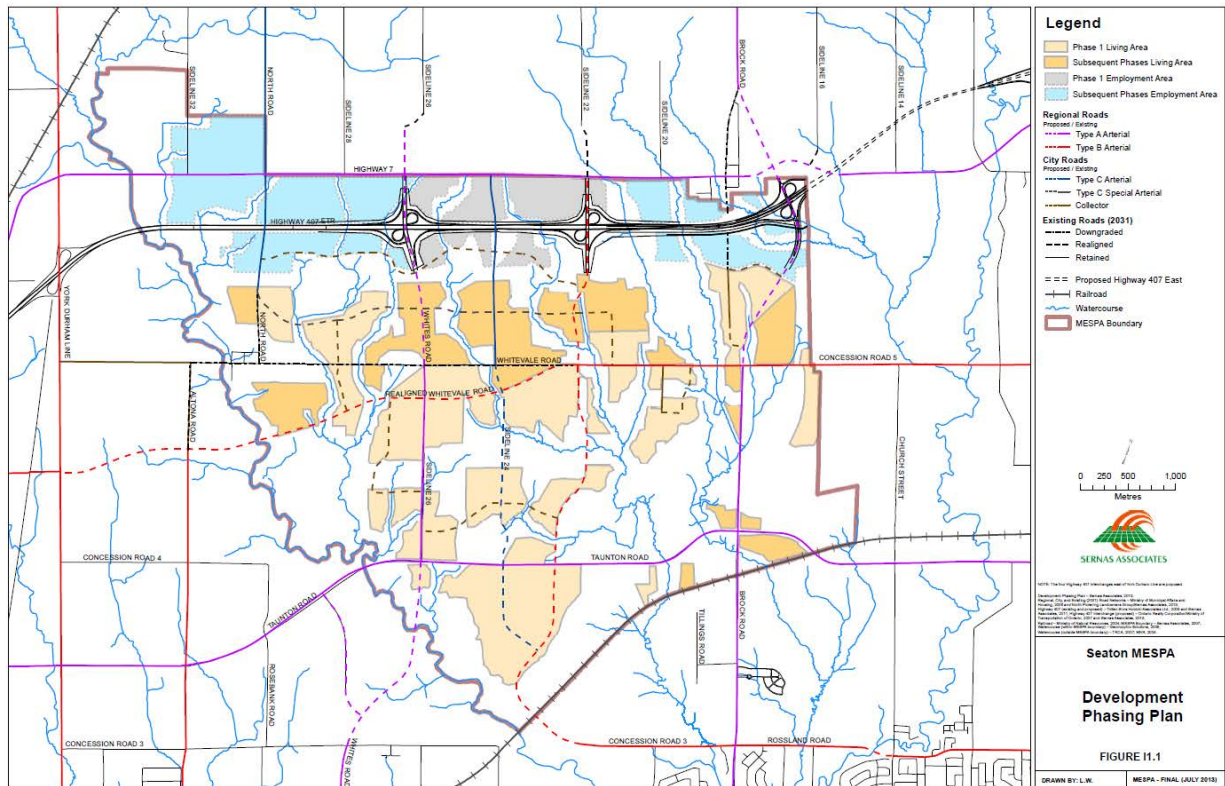 SIDELINE 32
NORTH ROAD
SIDELINE 28
SIDELINE 26
SIDELINE 22
SIDELINE 20
BROCK ROAD
SIDELINE 16
SIDELINE 14
HIGHWAY 7
HIGHWAY 407 ETR
YORK DURHAM LINE
NORTH ROAD
WHITES ROAD
WHITEVALE ROAD
CONCESSION ROAD 5
ALTONA ROAD
REALIGNED WHITEVALE ROAD
SIDELINE 24
SIDELINE 26
CHURCH STREET
CONCESSION ROAD 4
TAUNTON ROAD
TAUNTON ROAD
TILLINGS ROAD
BROCK ROAD
ROSEBANK ROAD
CONCESSION ROAD 3
WHITES ROAD
CONCESSION ROAD 3
ROSSLAND ROAD
Legend
Phase 1 Living Area
Subsequent Phases Living Area
Phase 1 Employment Area
Subsequent Phases Employment Area
Regional Roads
Proposed / Existing
Type A Arterial
Type B Arterial
City Roads
Proposed / Existing
Type C Arterial
Type C Special Arterial
Collector
Existing Roads (2031)
Downgraded
Realigned
Retained
Proposed Highway 407 East
Railroad
Watercourse
MESPA Boundary
0 250 500 1,000
Metres
SERNAS ASSOCIATES
Seaton MESPA
Development
Phasing Plan
FIGURE I1.1
DRAWN BY: L.W.
MESPA - FINAL (JULY 2013)